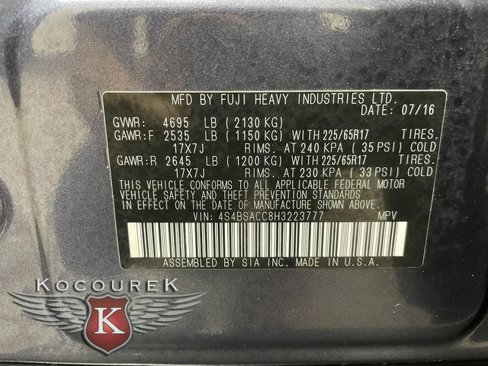 MFD BY FUJI HEAVY INDUSTRIES LTD.
DATE: 07/16
GVWR: 4695 LB (2130 KG)
GAWR:F 2535 LB (1150 KG) WITH 225/65R17 TIRES.
17X7J RIMS. AT 240 KPA (35 PSI) COLD
GAWR:R 2645 LB (1200 KG) WITH 225/65R17 TIRES.
17X7J RIMS. AT 230 KPA (33 PSI) COLD
THIS VEHICLE CONFORMS TO ALL APPLICABLE FEDERAL MOTOR
VEHICLE SAFETY STANDARDS IN
EFFECT ON THE DATE OF MANUFACTURE SHOWN ABOVE.
VIN: 4S4BSACC8H3223777 MPV
ASSEMBLED BY SIA INC. MADE IN U.S.A.
KOCOUREK
K